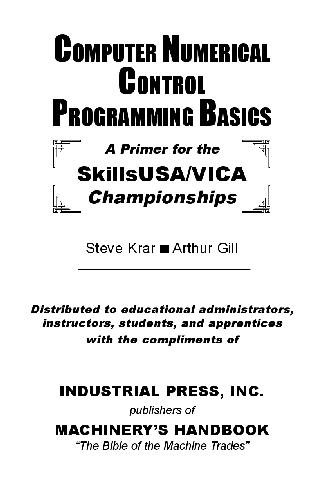 COMPUTER NUMERICAL
CONTROL
PROGRAMMING BASICS
A Primer for the
SkillsUSA/VICA
Championships
Steve Krar ■ Arthur Gill
Distributed to educational administrators,
instructors, students, and apprentices
with the compliments of
INDUSTRIAL PRESS, INC.
publishers of
MACHINERY'S HANDBOOK
“The Bible of the Machine Trades”